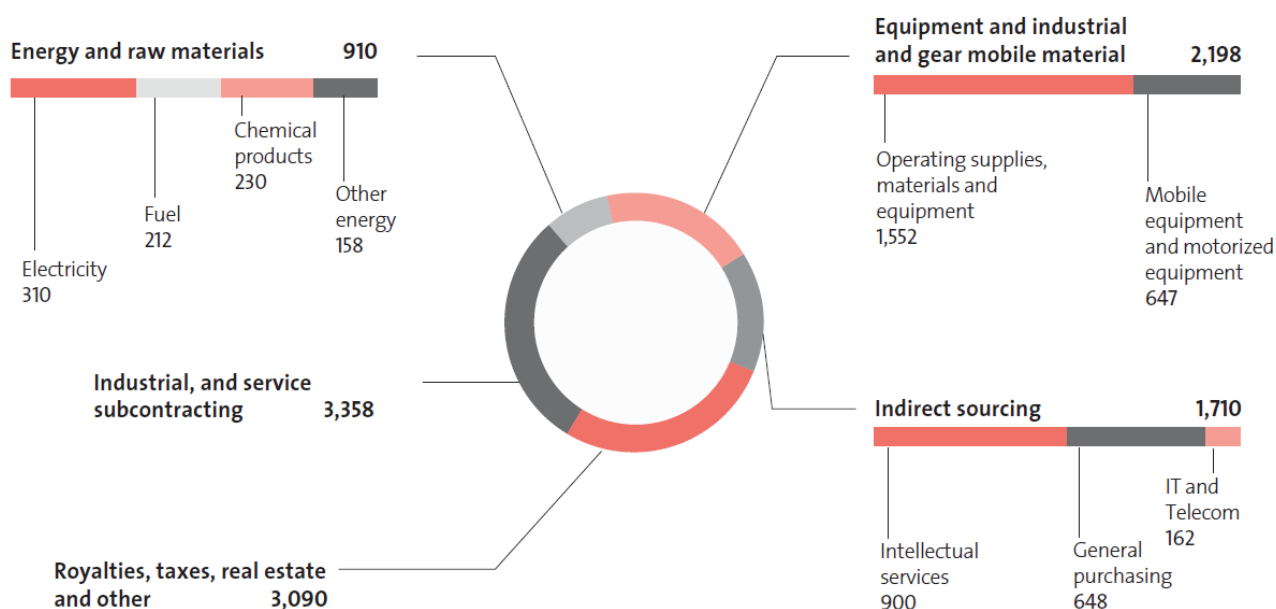 Energy and raw materials 910
Electricity
310
Fuel
212
Chemical
products
230
Other
energy
158
Equipment and industrial
and gear mobile material 2,198
Operating supplies,
materials and
equipment
1,552
Mobile
equipment
and motorized
equipment
647
Industrial, and service
subcontracting 3,358
Indirect sourcing 1,710
Intellectual
services
900
General
purchasing
648
IT and
Telecom
162
Royalties, taxes, real estate
and other 3,090